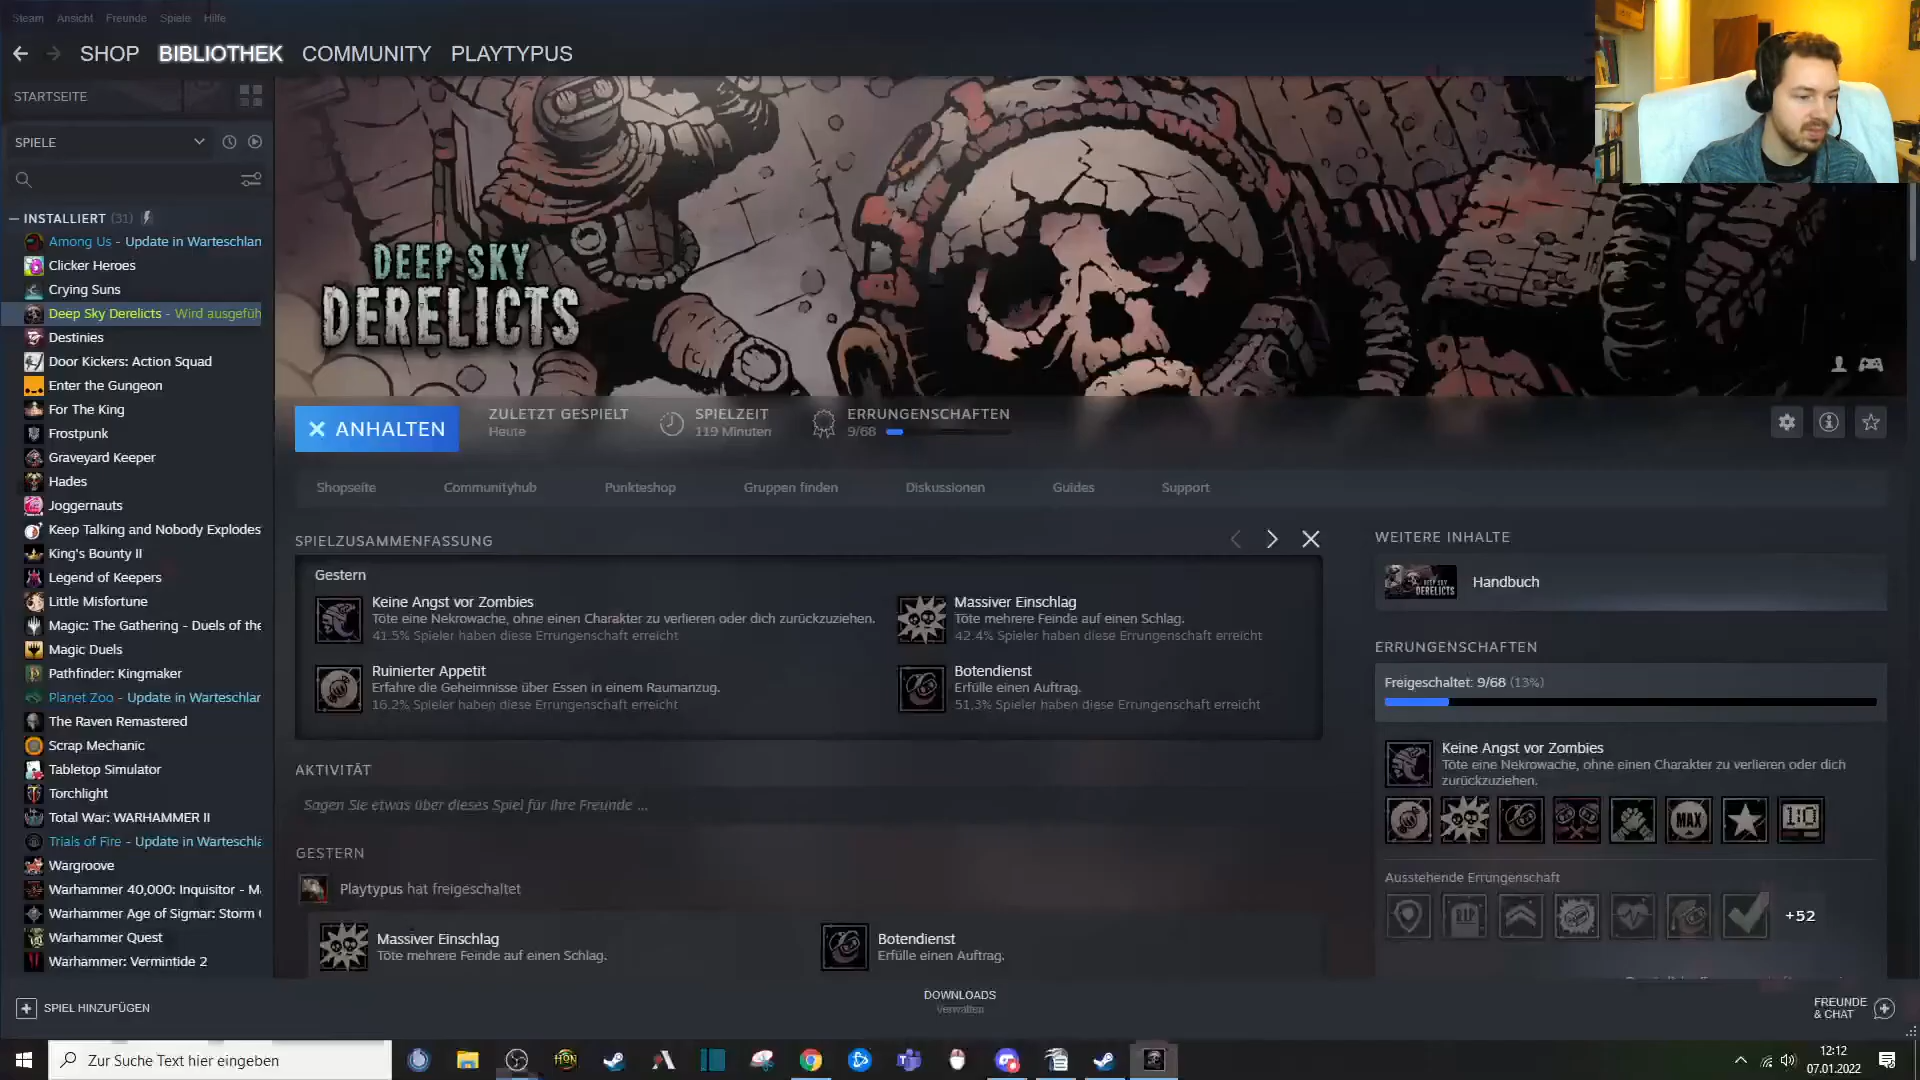 Steam Ansicht Freunde Spiele Hilfe
SHOP BIBLIOTHEK COMMUNITY PLAYTYPUS
STARTSEITE
SPIELE
INSTALLIERT (31)
Among Us - Update in Warteschlan
Clicker Heroes
Crying Suns
Deep Sky Derelicts - Wird ausgefüh
Destinies
Door Kickers: Action Squad
Enter the Gungeon
For The King
Frostpunk
Graveyard Keeper
Hades
Joggernauts
Keep Talking and Nobody Explodes
King's Bounty II
Legend of Keepers
Little Misfortune
Magic: The Gathering - Duels of the
Magic Duels
Pathfinder: Kingmaker
Planet Zoo - Update in Warteschlan
The Raven Remastered
Scrap Mechanic
Tabletop Simulator
Torchlight
Total War: WARHAMMER II
Trials of Fire - Update in Warteschla
Wargroove
Warhammer 40,000: Inquisitor - Ma
Warhammer Age of Sigmar: Storm
Warhammer Quest
Warhammer: Vermintide 2
SPIEL HINZUFÜGEN
DEEP SKY
DERELICTS
ANHALTEN
ZULETZT GESPIELT
Heute
SPIELZEIT
119 Minuten
ERRUNGENSCHAFTEN
9/68
Shopseite Communityhub Punkteshop Gruppen finden Diskussionen Guides Support
SPIELZUSAMMENFASSUNG
Gestern
Keine Angst vor Zombies
Töte eine Nekrowache, ohne einen Charakter zu verlieren oder dich zurückzuziehen.
41.5% Spieler haben diese Errungenschaft erreicht
Massiver Einschlag
Töte mehrere Feinde auf einen Schlag.
42.4% Spieler haben diese Errungenschaft erreicht
Ruinierter Appetit
Erfahre die Geheimnisse über Essen in einem Raumanzug.
16.2% Spieler haben diese Errungenschaft erreicht
Botendienst
Erfülle einen Auftrag.
51,3% Spieler haben diese Errungenschaft erreicht
AKTIVITÄT
Sagen Sie etwas über dieses Spiel für Ihre Freunde ...
GESTERN
Playtypus hat freigeschaltet
Massiver Einschlag
Töte mehrere Feinde auf einen Schlag.
Botendienst
Erfülle einen Auftrag.
WEITERE INHALTE
DEEP SKY
DERELICTS
Handbuch
ERRUNGENSCHAFTEN
Freigeschaltet: 9/68 (13%)
Keine Angst vor Zombies
Töte eine Nekrowache, ohne einen Charakter zu verlieren oder dich
zurückzuziehen.
MAX
1:0
Ausstehende Errungenschaft
RIP
+52
DOWNLOADS
Verwalten
FREUNDE
& CHAT
Zur Suche Text hier eingeben
HON
12:12
07.01.2022